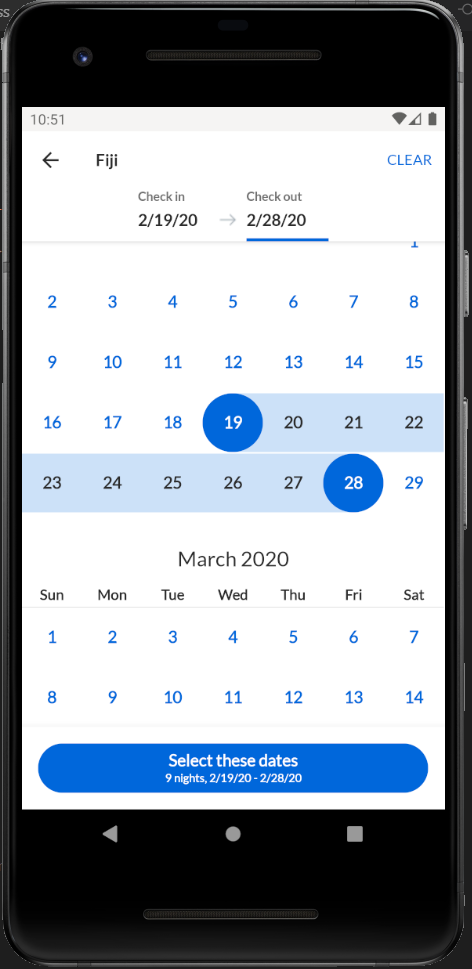 ss
10:51
Fiji CLEAR
Check in Check out
2/19/20 2/28/20
1
2 3 4 5 6 7 8
9 10 11 12 13 14 15
16 17 18 19 20 21 22
23 24 25 26 27 28 29
March 2020
Sun Mon Tue Wed Thu Fri Sat
1 2 3 4 5 6 7
8 9 10 11 12 13 14
Select these dates
9 nights, 2/19/20 - 2/28/20